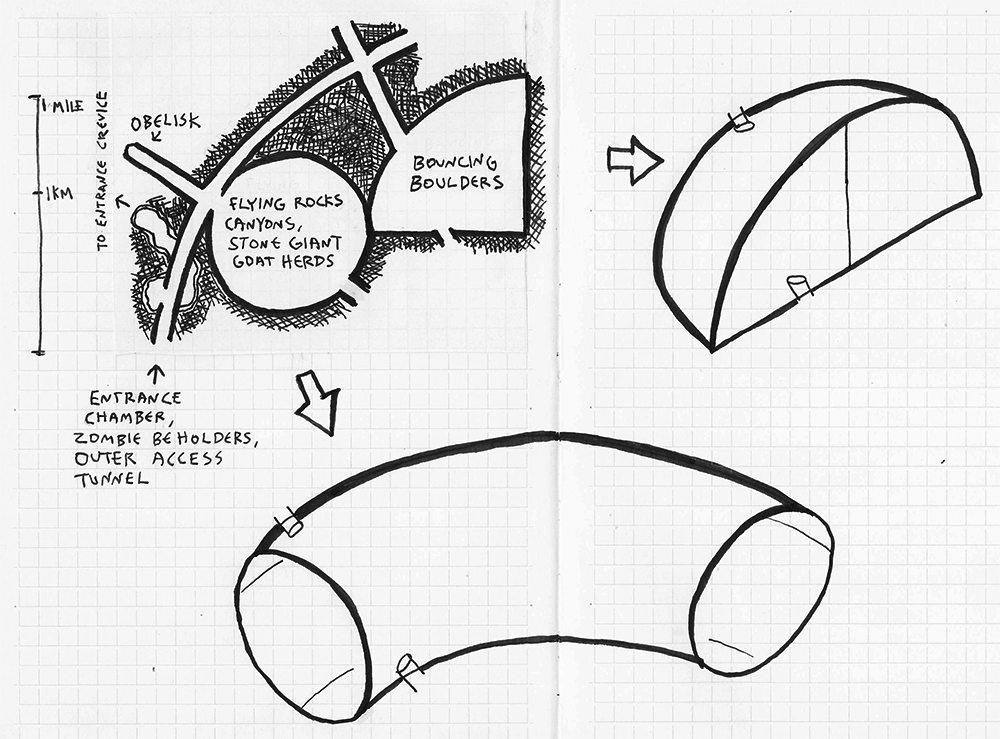 1 MILE
1KM
TO ENTRANCE CREVICE
OBELISK
FLYING ROCKS
CANYONS,
STONE GIANT
GOAT HERDS
BOUNCING
BOULDERS
ENTRANCE
CHAMBER,
ZOMBIE BEHOLDERS,
OUTER ACCESS
TUNNEL